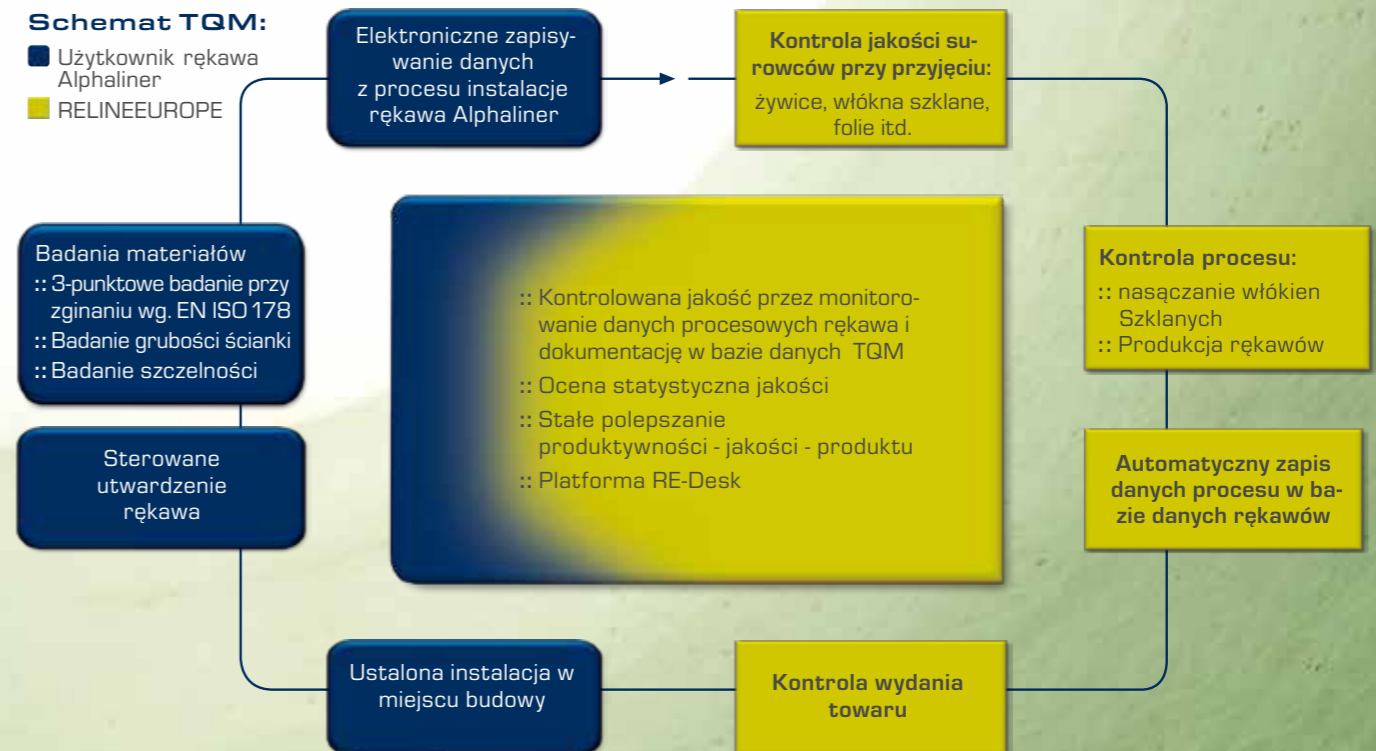 Schemat TQM:
Użytkownik rękawa
Alphaliner
RELINEEUROPE
Elektroniczne zapisy-
wanie danych
z procesu instalacje
rękawa Alphaliner
Kontrola jakości su-
rowców przy przyjęciu:
żywice, włókna szklane,
folie itd.
Badania materiałów
:: 3-punktowe badanie przy
zginaniu wg. EN ISO 178
:: Badanie grubości ścianki
:: Badanie szczelności
:: Kontrolowana jakość przez monitoro-
wanie danych procesowych rękawa i
dokumentację w bazie danych TQM
:: Ocena statystyczna jakości
:: Stałe polepszanie
produktywności - jakości - produktu
:: Platforma RE-Desk
Kontrola procesu:
:: nasączanie włókien
Szklanych
:: Produkcja rękawów
Sterowane
utwardzenie
rękawa
Automatyczny zapis
danych procesu w ba-
zie danych rękawów
Ustalona instalacja w
miejscu budowy
Kontrola wydania
towaru